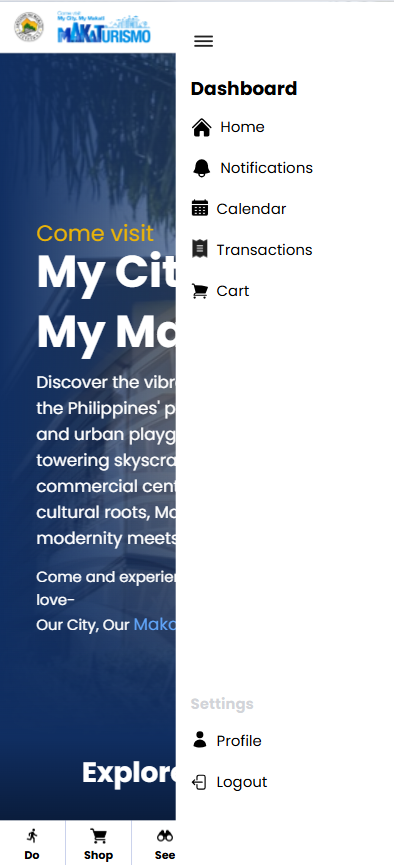 Come visit
My City, My Makati
MAKATURISMO
Dashboard
Home
Notifications
Calendar
Transactions
Cart
Come visit
My Cit
My Ma
Discover the vibr
the Philippines' p
and urban playg
towering skyscra
commercial cent
cultural roots, Ma
modernity meets
Come and experien
love-
Our City, Our Maka
Explore
Settings
Profile
Logout
Do
Shop
See